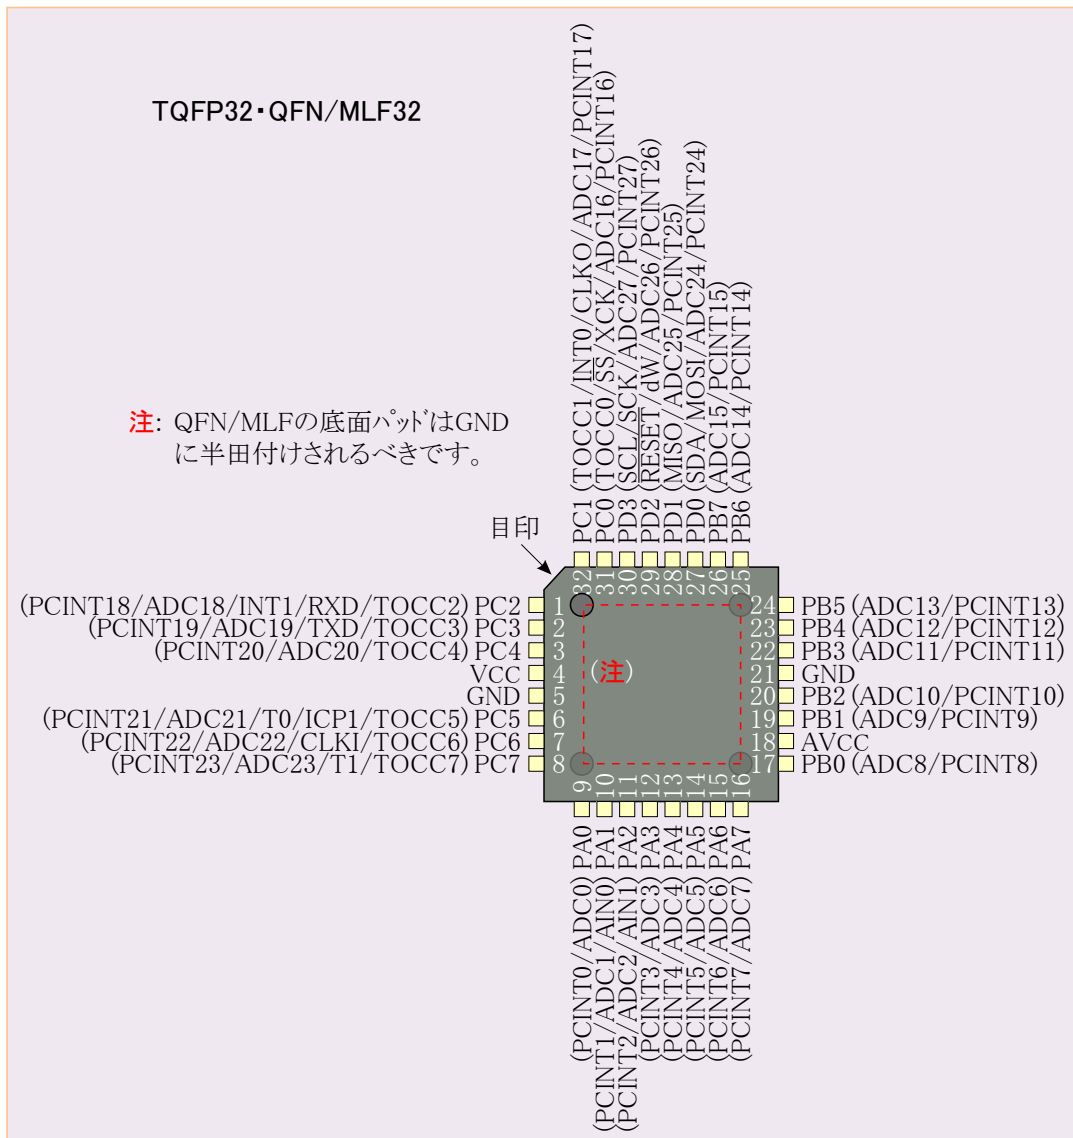 TQFP32・QFN/MLF32
注: QFN/MLFの底面パッドはGND
に半田付けされるべきです。
目印
PC1 (TOCC1/INT0/CLKO/ADC17/PCINT17)
PC0 (TOCC0/S̅S̅/XCK/ADC16/PCINT16)
PD3 (SCL/SCK/ADC27/PCINT27)
PD2 (R̅E̅S̅E̅T̅/dW/ADC26/PCINT26)
PD1 (MISO/ADC25/PCINT25)
PD0 (SDA/MOSI/ADC24/PCINT24)
PB7 (ADC15/PCINT15)
PB6 (ADC14/PCINT14)
32
31
30
29
28
27
26
25
(PCINT18/ADC18/INT1/RXD/TOCC2) PC2 1
(PCINT19/ADC19/TXD/TOCC3) PC3 2
(PCINT20/ADC20/TOCC4) PC4 3
VCC 4
GND 5
(PCINT21/ADC21/T0/ICP1/TOCC5) PC5 6
(PCINT22/ADC22/CLKI/TOCC6) PC6 7
(PCINT23/ADC23/T1/TOCC7) PC7 8
(注)
24 PB5 (ADC13/PCINT13)
23 PB4 (ADC12/PCINT12)
22 PB3 (ADC11/PCINT11)
21 GND
20 PB2 (ADC10/PCINT10)
19 PB1 (ADC9/PCINT9)
18 AVCC
17 PB0 (ADC8/PCINT8)
9
10
11
12
13
14
15
16
(PCINT0/ADC0) PA0
(PCINT1/ADC1/AIN0) PA1
(PCINT2/ADC2/AIN1) PA2
(PCINT3/ADC3) PA3
(PCINT4/ADC4) PA4
(PCINT5/ADC5) PA5
(PCINT6/ADC6) PA6
(PCINT7/ADC7) PA7